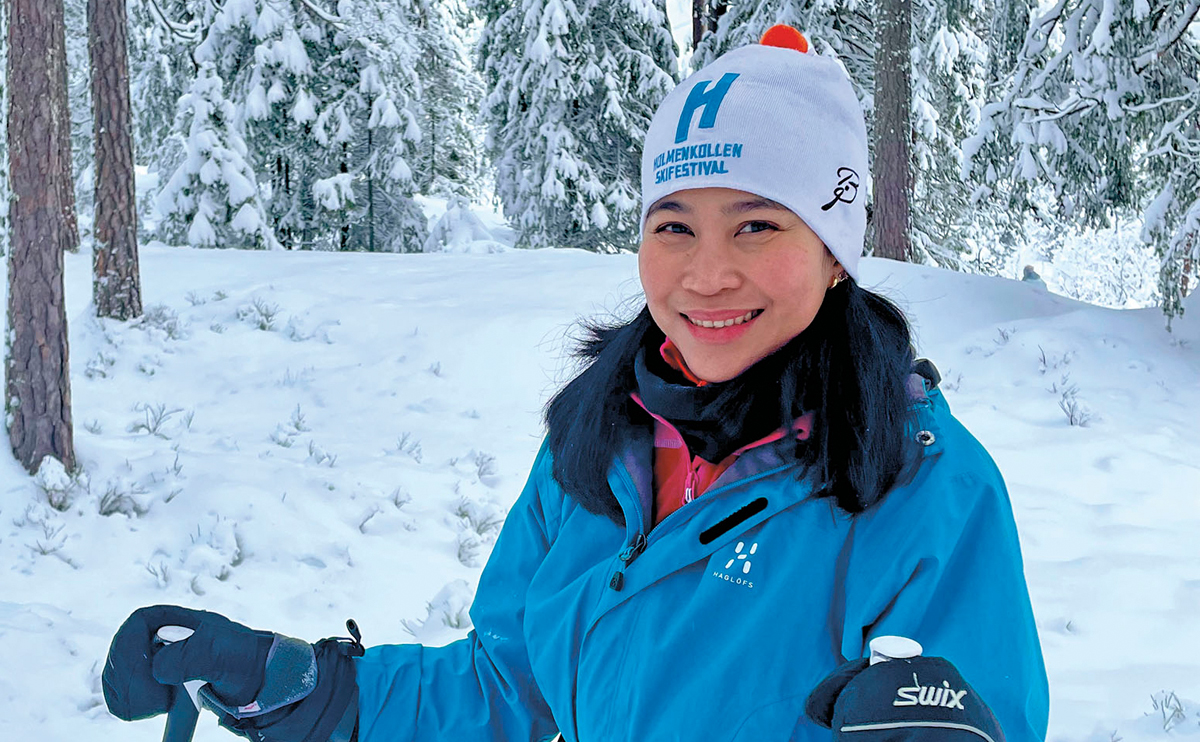 H
HOLMENKOLLEN
SKIFESTIVAL
HAGLÖFS
SWIX